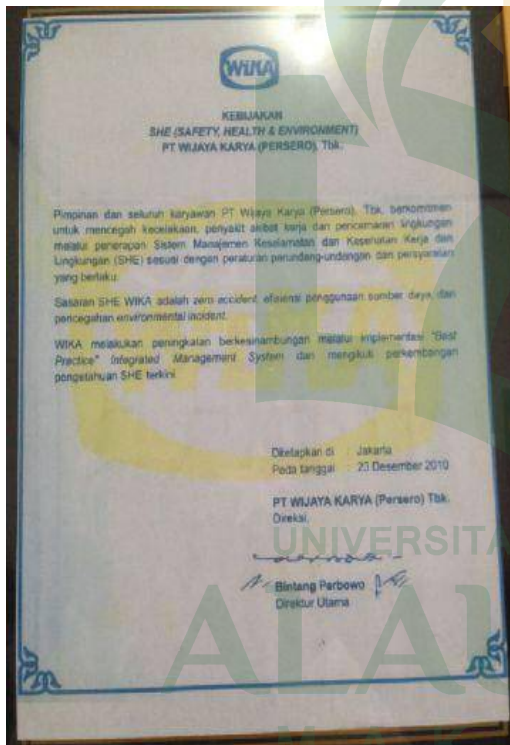 WIKA
KEBIJAKAN
SHE (SAFETY, HEALTH & ENVIRONMENT)
PT WIJAYA KARYA (PERSERO), Tbk.
Pimpinan dan seluruh karyawan PT Wijaya Karya (Persero). Tbk. berkomitmen
untuk mencegah kecelakaan, penyakit akibat kerja dan pencemaran lingkungan
melalui penerapan Sistem Manajemen Keselamatan dan Kesehatan Kerja dan
Lingkungan (SHE) sesuai dengan peraturan perundang-undangan dan persyaratan
yang berlaku.
Sasaran SHE WIKA adalah zero accident, efisiensi penggunaan sumber daya, dan
pencegahan environmental incident.
WIKA melakukan peningkatan berkesinambungan melalui implementasi "Best
Practice" Integrated Management System dan mengikuti perkembangan
pengetahuan SHE terkini.
Ditetapkan di : Jakarta
Pada tanggal : 23 Desember 2010
PT WIJAYA KARYA (Persero) Tbk.
Direksi,
UNIVERSITA
Bintang Perbowo
Direktur Utama
ALAU